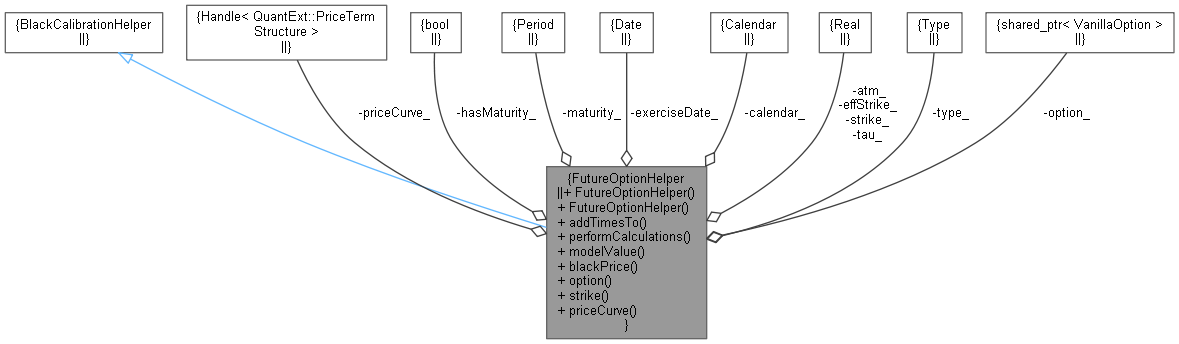 {BlackCalibrationHelper
||}
{Handle< QuantExt::PriceTerm
Structure >
||}
{bool
||}
{Period
||}
{Date
||}
{Calendar
||}
{Real
||}
{Type
||}
{shared_ptr< VanillaOption >
||}
-priceCurve_
-hasMaturity_
-maturity_
-exerciseDate_
-calendar_
-atm_
-effStrike_
-strike_
-tau_
-type_
-option_
{FutureOptionHelper
||+ FutureOptionHelper()
+ FutureOptionHelper()
+ addTimesTo()
+ performCalculations()
+ modelValue()
+ blackPrice()
+ option()
+ strike()
+ priceCurve()
}